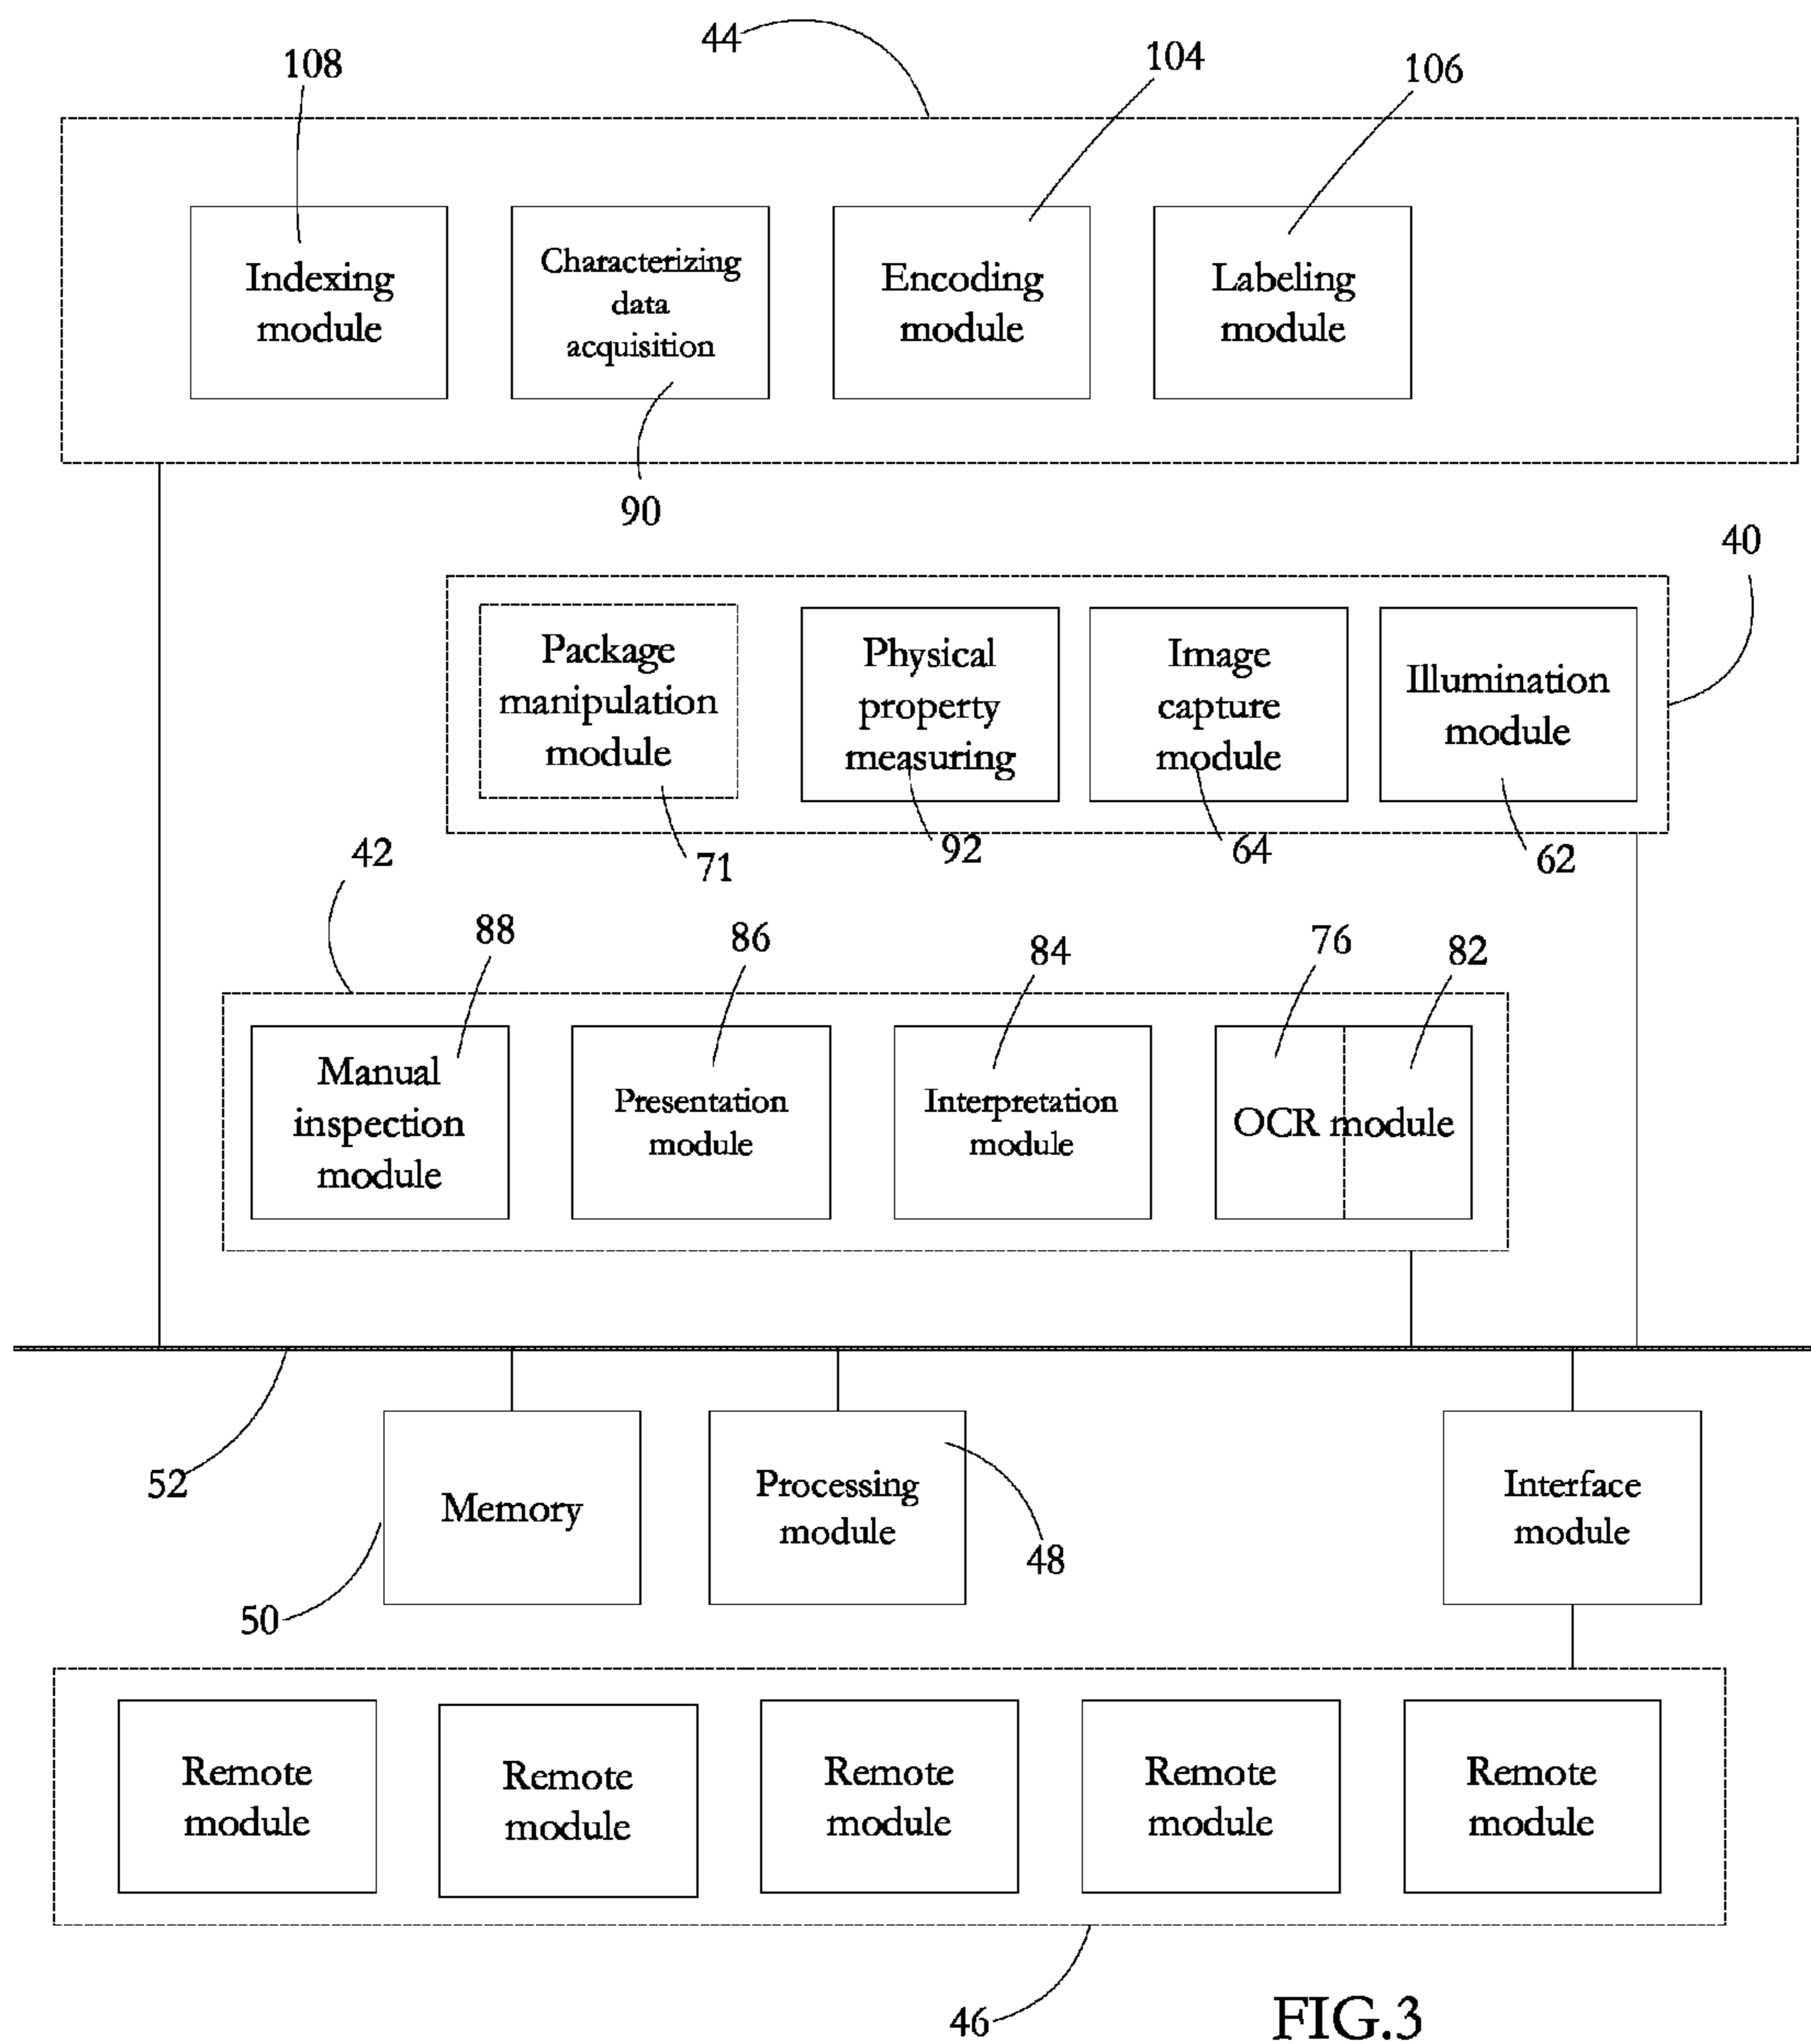 44
108
104
106
Indexing
module
Characterizing
data
acquisition
Encoding
module
Labeling
module
90
40
Package
manipulation
module
Physical
property
measuring
Image
capture
module
Illumination
module
71
92
64
62
42
88
86
84
76
82
Manual
inspection
module
Presentation
module
Interpretation
module
OCR module
52
Memory
Processing
module
Interface
module
48
50
Remote
module
Remote
module
Remote
module
Remote
module
Remote
module
46
FIG.3